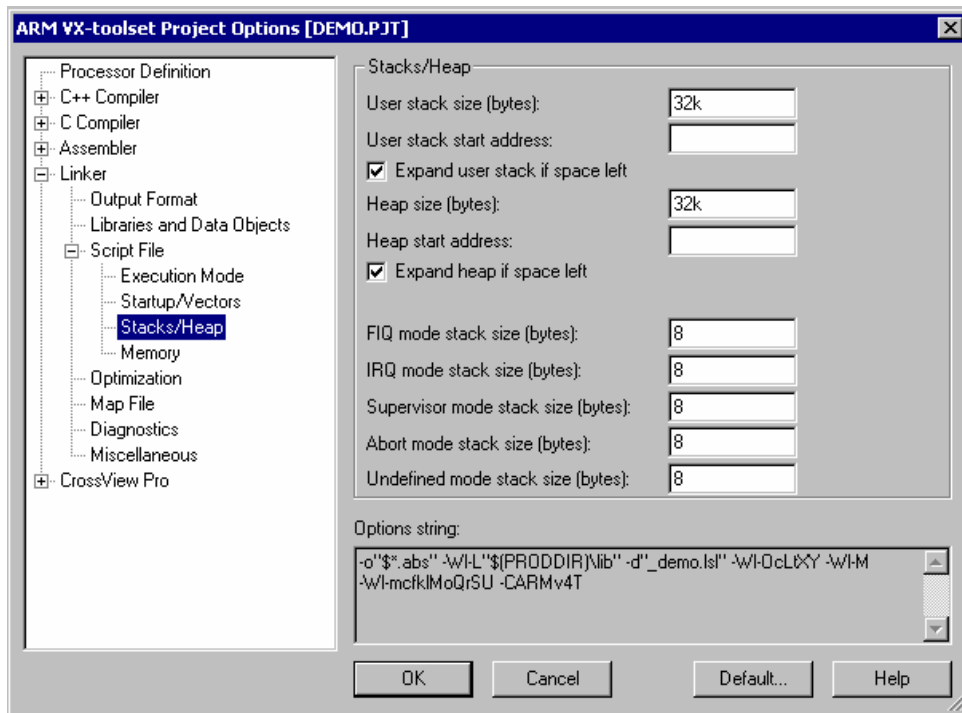 ARM VX-toolset Project Options [DEMO.PJT]
Processor Definition
C++ Compiler
C Compiler
Assembler
Linker
Output Format
Libraries and Data Objects
Script File
Execution Mode
Startup/Vectors
Stacks/Heap
Memory
Optimization
Map File
Diagnostics
Miscellaneous
CrossView Pro
Stacks/Heap
User stack size (bytes): 32k
User stack start address:
Expand user stack if space left
Heap size (bytes): 32k
Heap start address:
Expand heap if space left
FIQ mode stack size (bytes): 8
IRQ mode stack size (bytes): 8
Supervisor mode stack size (bytes): 8
Abort mode stack size (bytes): 8
Undefined mode stack size (bytes): 8
Options string:
-o"$*.abs" -Wl-L"$(PRODDIR)\lib" -d"_demo.lsl" -Wl-OcLtXY -Wl-M
-Wl-mcfklMoQrSU -CARMv4T
OK
Cancel
Default...
Help